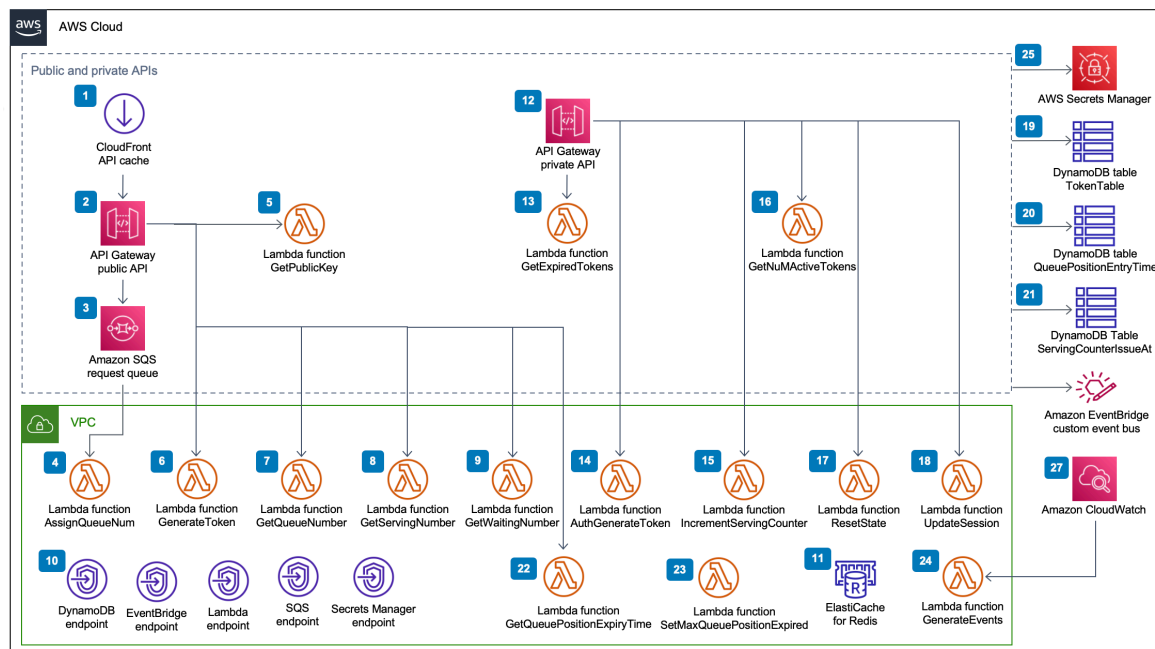 aws
AWS Cloud
Public and private APIs
1
CloudFront
API cache
2
API Gateway
public API
3
Amazon SQS
request queue
5
Lambda function
GetPublicKey
12
API Gateway
private API
13
Lambda function
GetExpiredTokens
16
Lambda function
GetNuMActiveTokens
25
AWS Secrets Manager
19
DynamoDB table
TokenTable
20
DynamoDB table
QueuePositionEntryTime
21
DynamoDB Table
ServingCounterIssueAt
Amazon EventBridge
custom event bus
VPC
4
Lambda function
AssignQueueNum
6
Lambda function
GenerateToken
7
Lambda function
GetQueueNumber
8
Lambda function
GetServingNumber
9
Lambda function
GetWaitingNumber
14
Lambda function
AuthGenerateToken
15
Lambda function
IncrementServingCounter
17
Lambda function
ResetState
18
Lambda function
UpdateSession
27
Amazon CloudWatch
10
DynamoDB
endpoint
EventBridge
endpoint
Lambda
endpoint
SQS
endpoint
Secrets Manager
endpoint
22
Lambda function
GetQueuePositionExpiryTime
23
Lambda function
SetMaxQueuePositionExpired
11
R
ElastiCache
for Redis
24
Lambda function
GenerateEvents